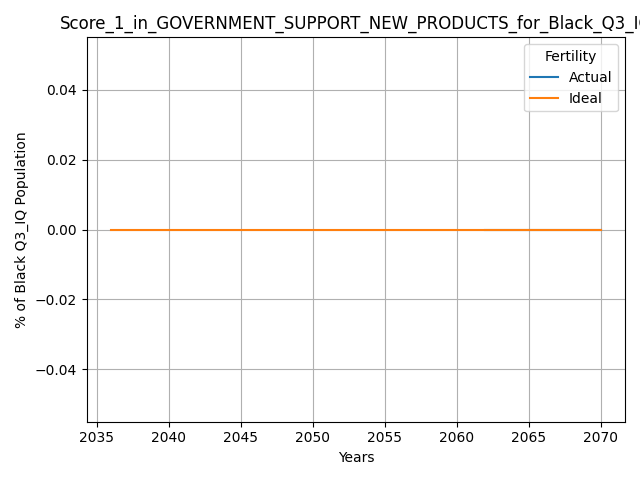 Score_1_in_GOVERNMENT_SUPPORT_NEW_PRODUCTS_for_Black_Q3_I
Fertility
Actual
Ideal
0.04
0.02
0.00
−0.02
−0.04
% of Black Q3_IQ Population
2035 2040 2045 2050 2055 2060 2065 2070
Years